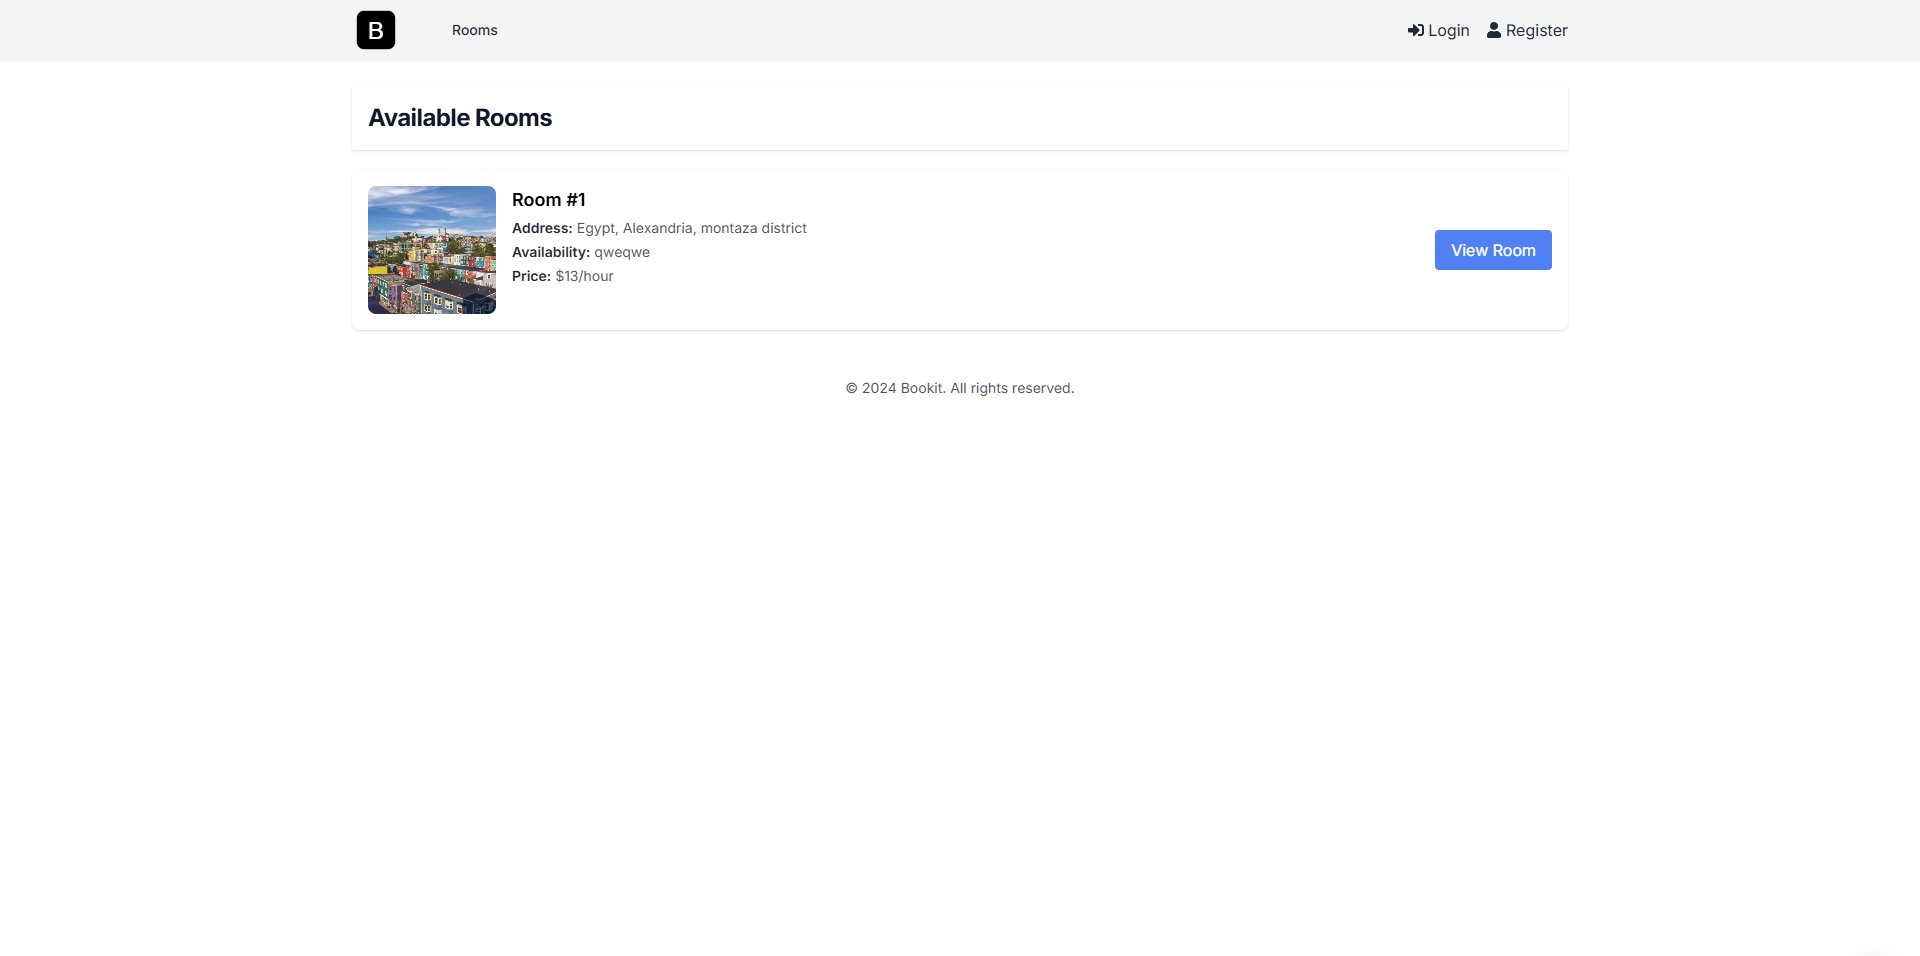 B
Rooms
Login
Register
Available Rooms
Room #1
Address: Egypt, Alexandria, montaza district
Availability: qweqwe
Price: $13/hour
View Room
© 2024 Bookit. All rights reserved.